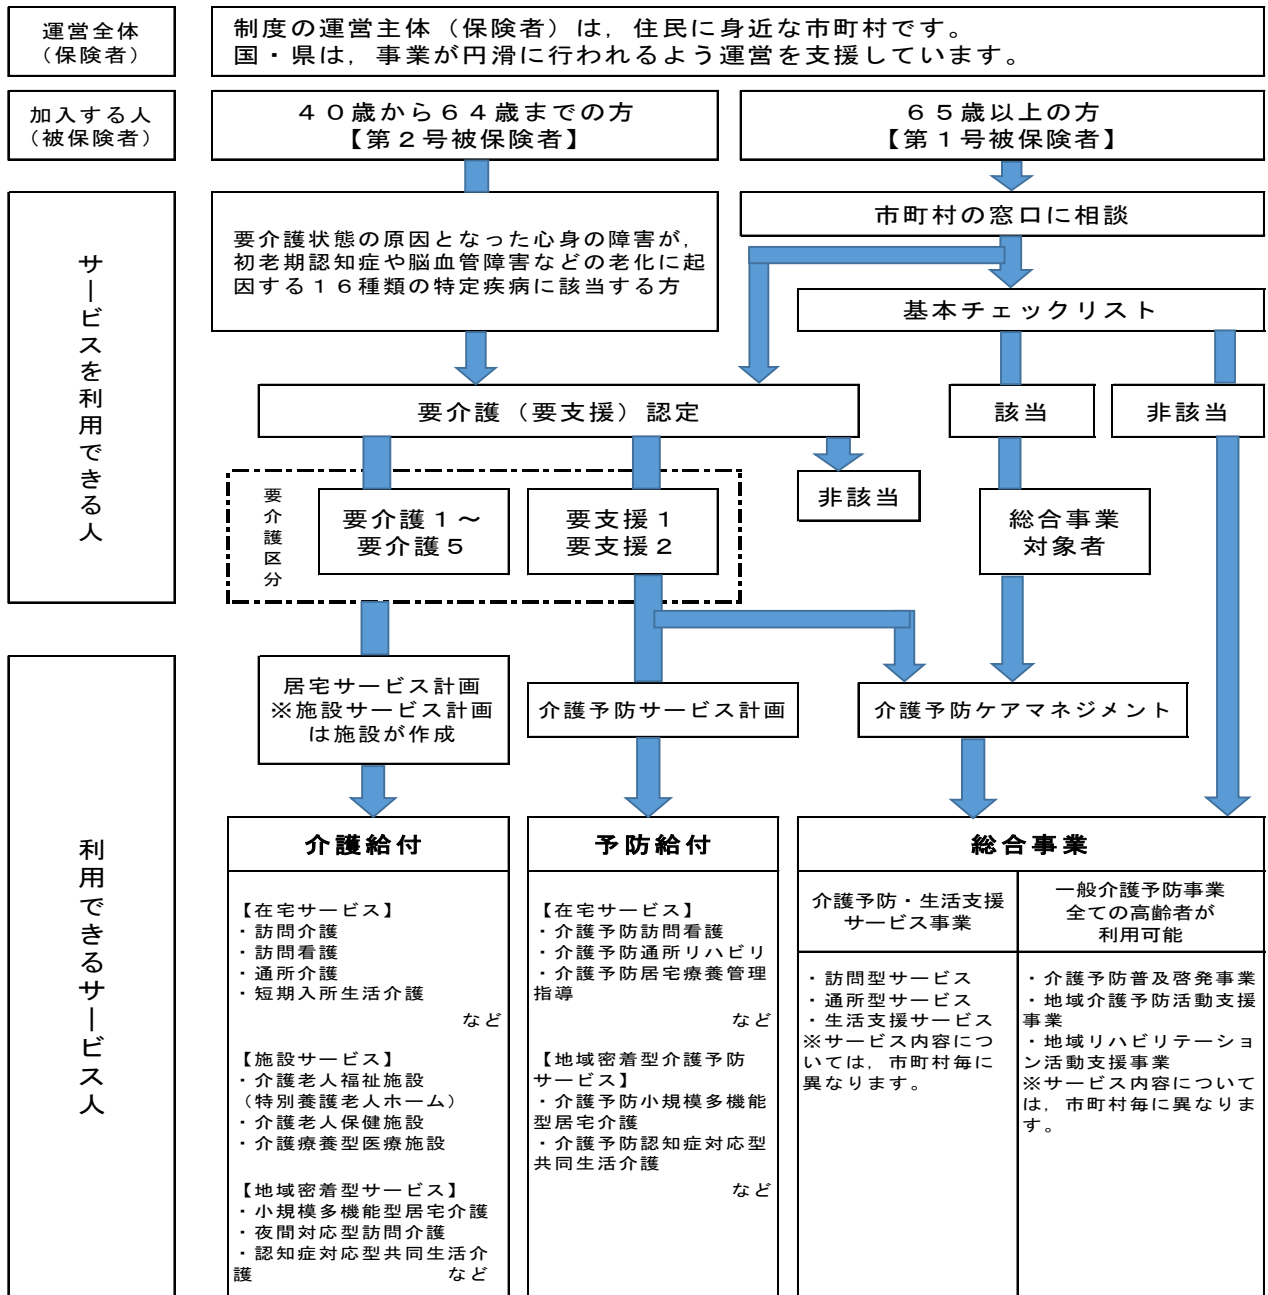 運営全体
（保険者）
制度の運営主体（保険者）は，住民に身近な市町村です。
国・県は，事業が円滑に行われるよう運営を支援しています。
加入する人
（被保険者）
４０歳から６４歳までの方
【第２号被保険者】
６５歳以上の方
【第１号被保険者】
サービスを利用できる人
要介護状態の原因となった心身の障害が，
初老期認知症や脳血管障害などの老化に起
因する１６種類の特定疾病に該当する方
市町村の窓口に相談
基本チェックリスト
要介護（要支援）認定
該当
非該当
要介護区分
要介護１～
要介護５
要支援１
要支援２
非該当
総合事業
対象者
利用できるサービス人
居宅サービス計画
※施設サービス計画
は施設が作成
介護予防サービス計画
介護予防ケアマネジメント
介護給付
【在宅サービス】
・訪問介護
・訪問看護
・通所介護
・短期入所生活介護
など
【施設サービス】
・介護老人福祉施設
（特別養護老人ホーム）
・介護老人保健施設
・介護療養型医療施設
【地域密着型サービス】
・小規模多機能型居宅介護
・夜間対応型訪問介護
・認知症対応型共同生活介
護　など
予防給付
【在宅サービス】
・介護予防訪問看護
・介護予防通所リハビリ
・介護予防居宅療養管理
指導
など
【地域密着型介護予防
サービス】
・介護予防小規模多機能
型居宅介護
・介護予防認知症対応型
共同生活介護
など
総合事業
介護予防・生活支援
サービス事業
・訪問型サービス
・通所型サービス
・生活支援サービス
※サービス内容につ
いては，市町村毎に
異なります。
一般介護予防事業
全ての高齢者が
利用可能
・介護予防普及啓発事業
・地域介護予防活動支援
事業
・地域リハビリテーショ
ン活動支援事業
※サービス内容について
は，市町村毎に異なりま
す。